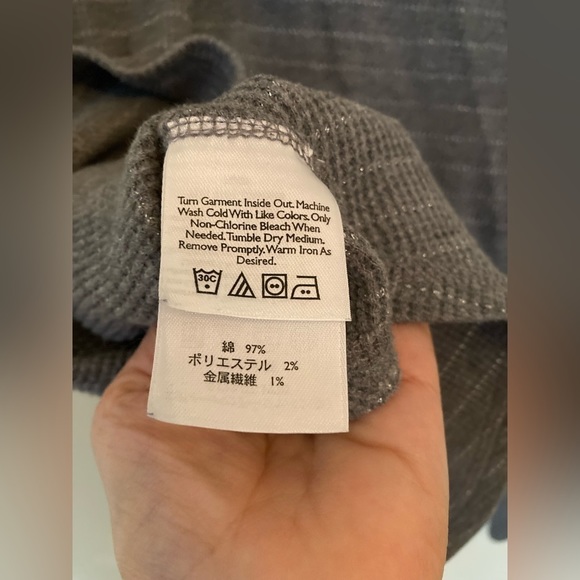 Turn Garment Inside Out. Machine
Wash Cold With Like Colors. Only
Non-Chlorine Bleach When
Needed. Tumble Dry Medium.
Remove Promptly. Warm Iron As
Desired.
30C
綿 97%
ポリエステル 2%
金属繊維 1%